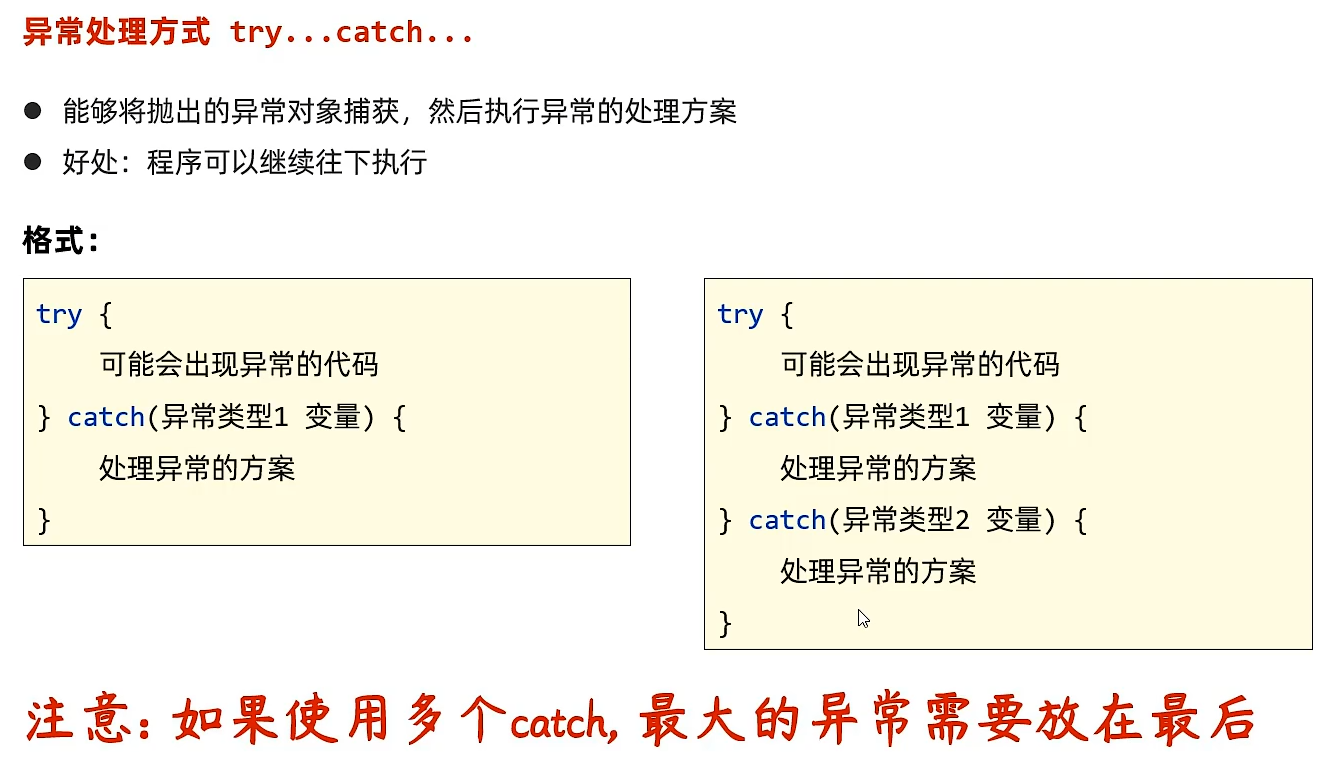 异常处理方式 try...catch...
● 能够将抛出的异常对象捕获，然后执行异常的处理方案
● 好处：程序可以继续往下执行
格式：
try {
可能会出现异常的代码
} catch(异常类型1 变量) {
处理异常的方案
}
try {
可能会出现异常的代码
} catch(异常类型1 变量) {
处理异常的方案
} catch(异常类型2 变量) {
处理异常的方案
}
注意：如果使用多个catch，最大的异常需要放在最后